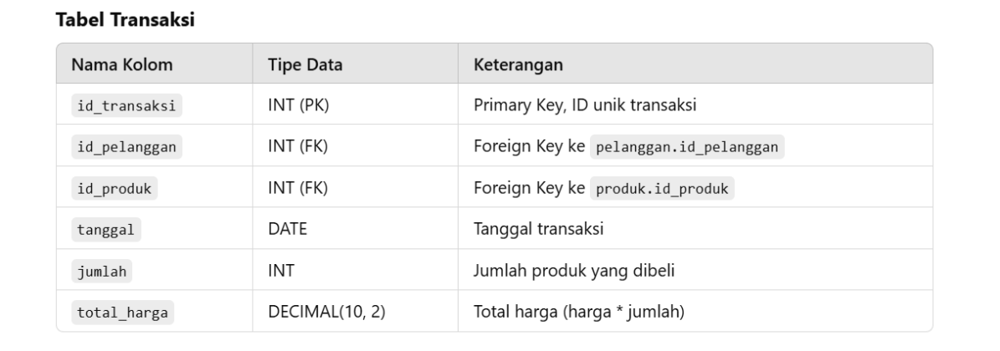 Tabel Transaksi
Nama Kolom Tipe Data Keterangan
id_transaksi INT (PK) Primary Key, ID unik transaksi
id_pelanggan INT (FK) Foreign Key ke pelanggan.id_pelanggan
id_produk INT (FK) Foreign Key ke produk.id_produk
tanggal DATE Tanggal transaksi
jumlah INT Jumlah produk yang dibeli
total_harga DECIMAL(10, 2) Total harga (harga * jumlah)